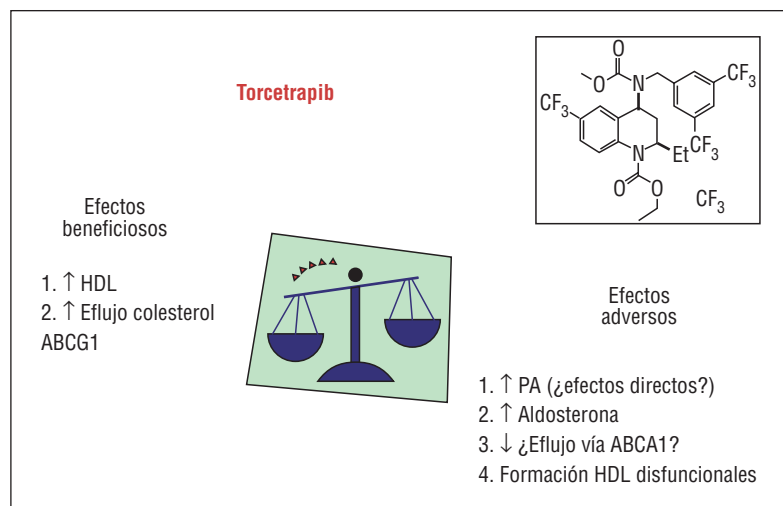 Torcetrapib
O
O
N
CF3
CF3
CF3
N
Et
O
O
CF3
Efectos
beneficiosos
1. ↑ HDL
2. ↑ Eflujo colesterol
ABCG1
Efectos
adversos
1. ↑ PA (¿efectos directos?)
2. ↑ Aldosterona
3. ↓ ¿Eflujo vía ABCA1?
4. Formación HDL disfuncionales